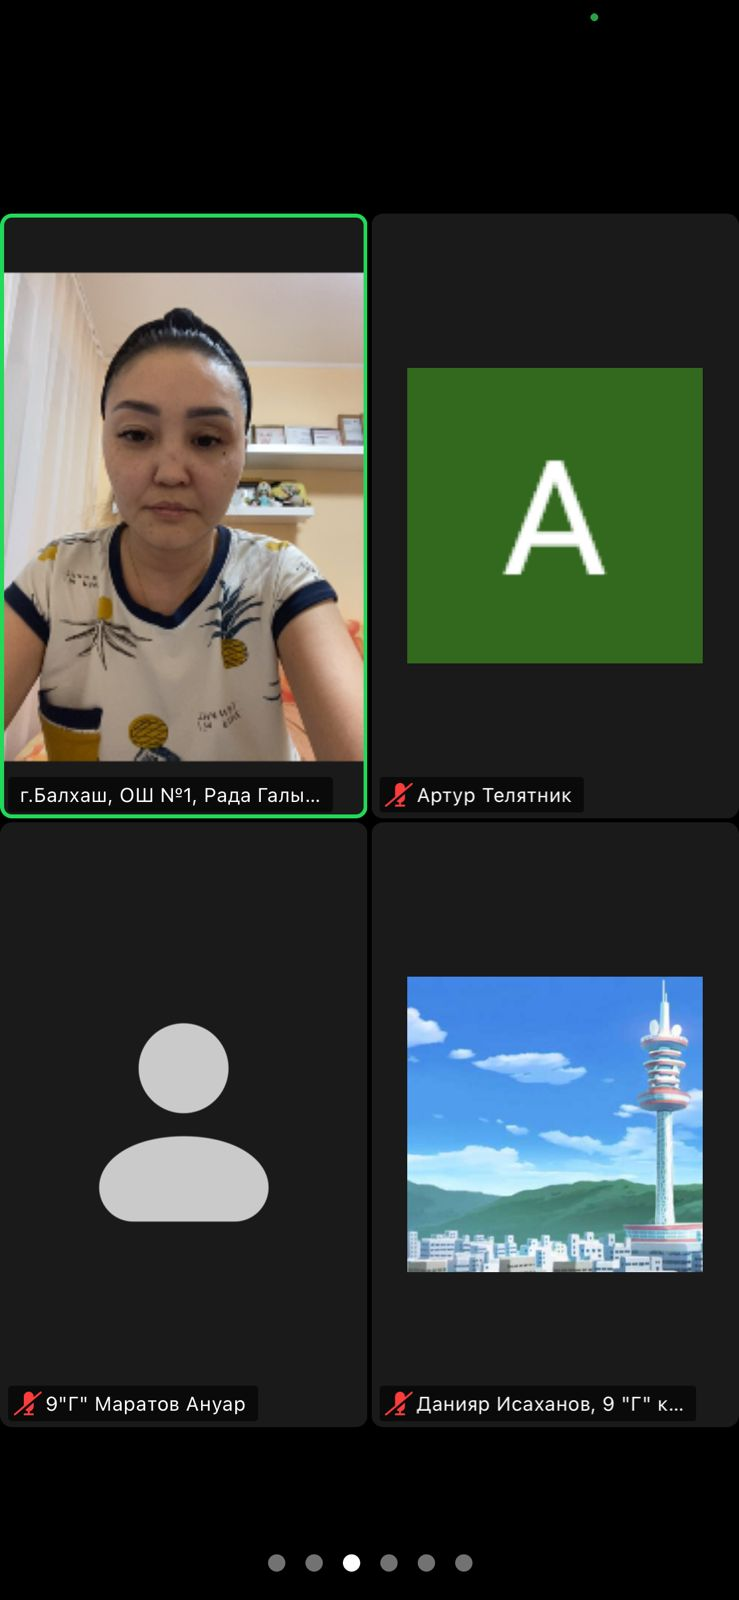 г.Балхаш, ОШ №1, Рада Галы...
A
Артур Телятник
9"Г" Маратов Ануар
Данияр Исаханов, 9 "Г" к...